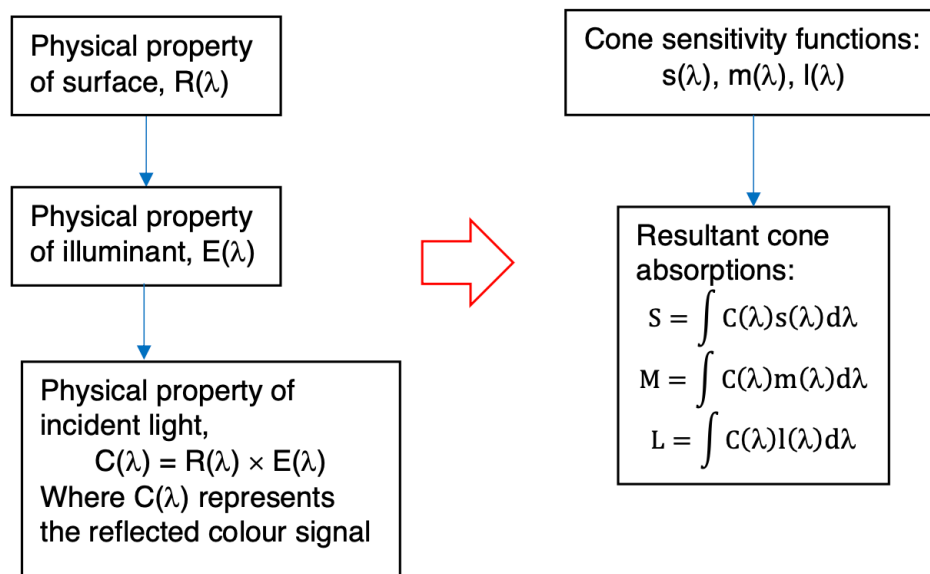 Physical property
of surface, R(λ)
Physical property
of illuminant, E(λ)
Physical property of
incident light,
C(λ) = R(λ) × E(λ)
Where C(λ) represents
the reflected colour signal
Cone sensitivity functions:
s(λ), m(λ), l(λ)
Resultant cone
absorptions:
S = ∫ C(λ)s(λ)dλ
M = ∫ C(λ)m(λ)dλ
L = ∫ C(λ)l(λ)dλ